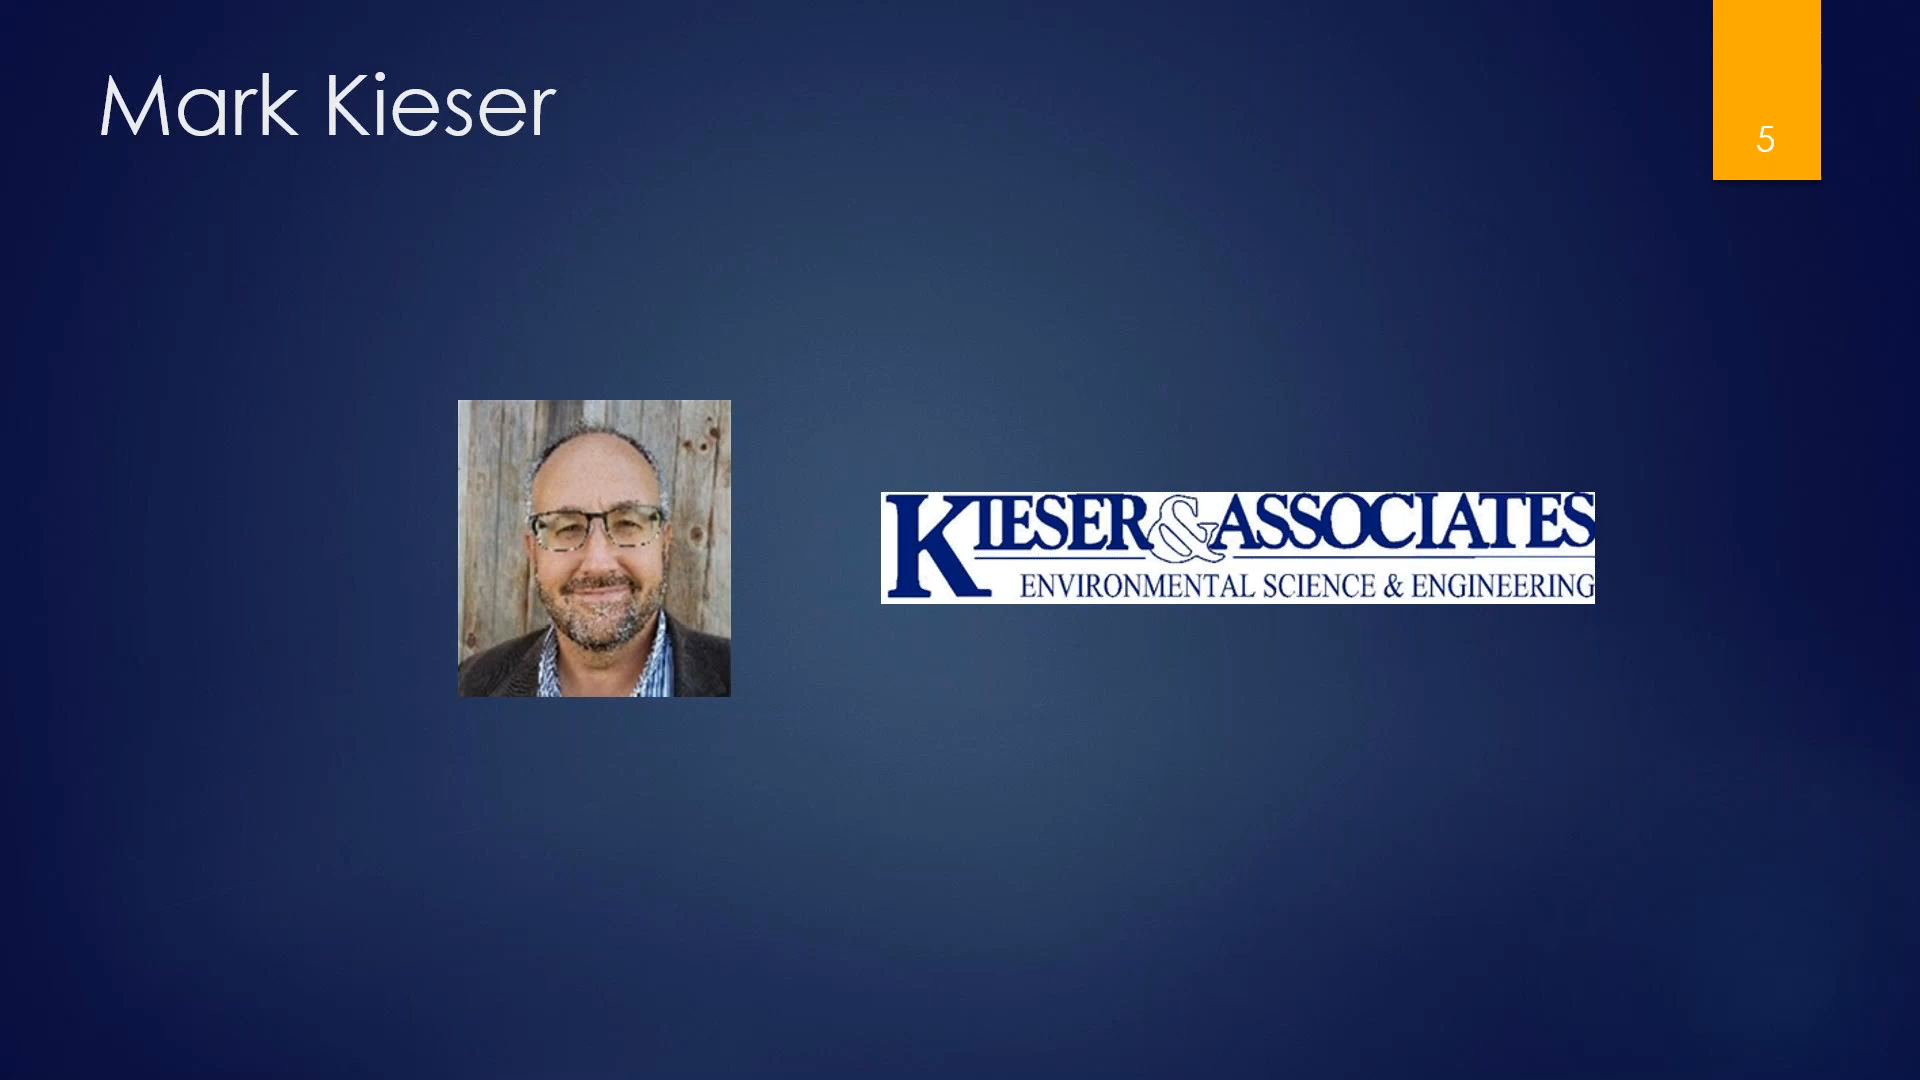 Mark Kieser
5
KIESER & ASSOCIATES
ENVIRONMENTAL SCIENCE & ENGINEERING